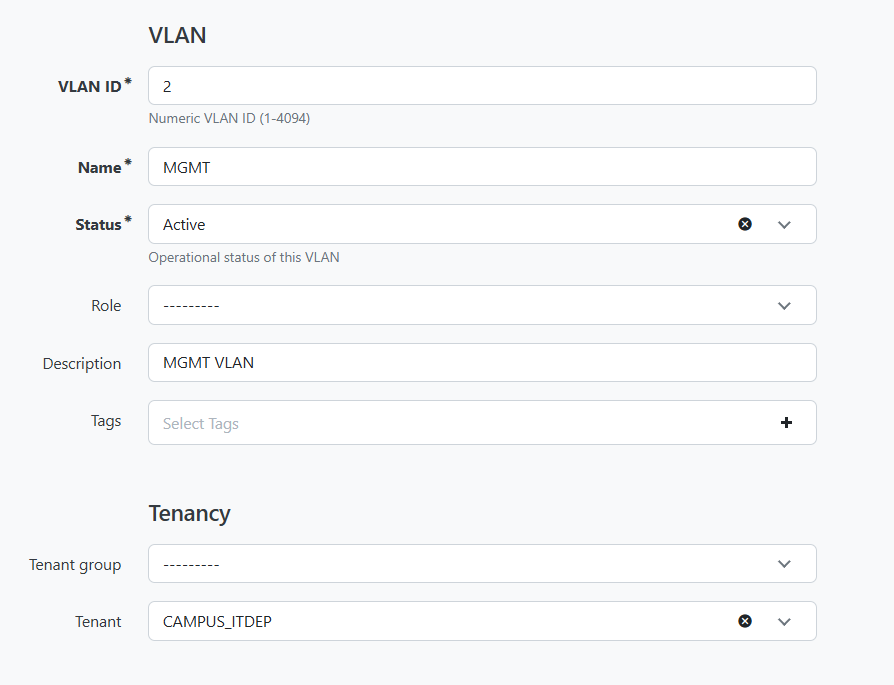 VLAN
VLAN ID* 2
Numeric VLAN ID (1-4094)
Name* MGMT
Status* Active
Operational status of this VLAN
Role ---------
Description MGMT VLAN
Tags Select Tags
Tenancy
Tenant group ---------
Tenant CAMPUS_ITDEP